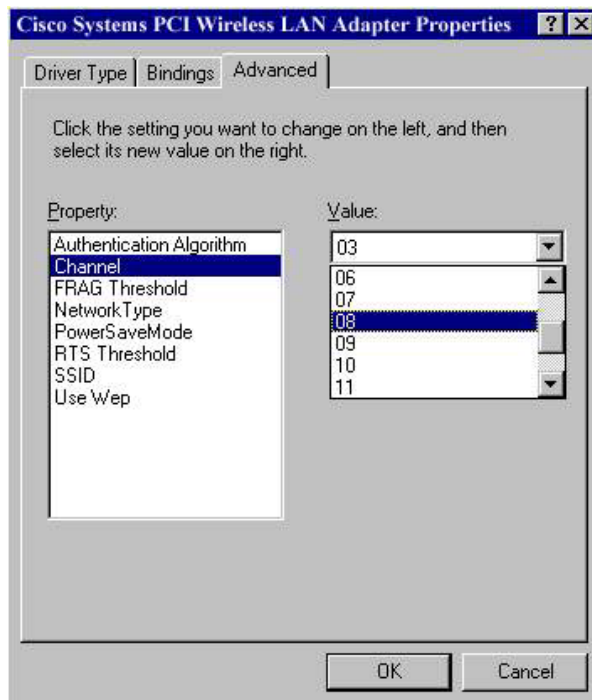 Cisco Systems PCI Wireless LAN Adapter Properties
Driver Type Bindings Advanced
Click the setting you want to change on the left, and then
select its new value on the right.
Property:
Authentication Algorithm
Channel
FRAG Threshold
NetworkType
PowerSaveMode
RTS Threshold
SSID
Use Wep
Value:
03
06
07
08
09
10
11
OK Cancel